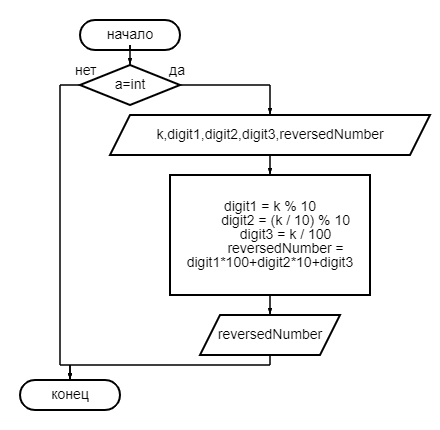 начало
нет
да
a=int
k,digit1,digit2,digit3,reversedNumber
digit1 = k % 10
digit2 = (k / 10) % 10
digit3 = k / 100
reversedNumber =
digit1*100+digit2*10+digit3
reversedNumber
конец